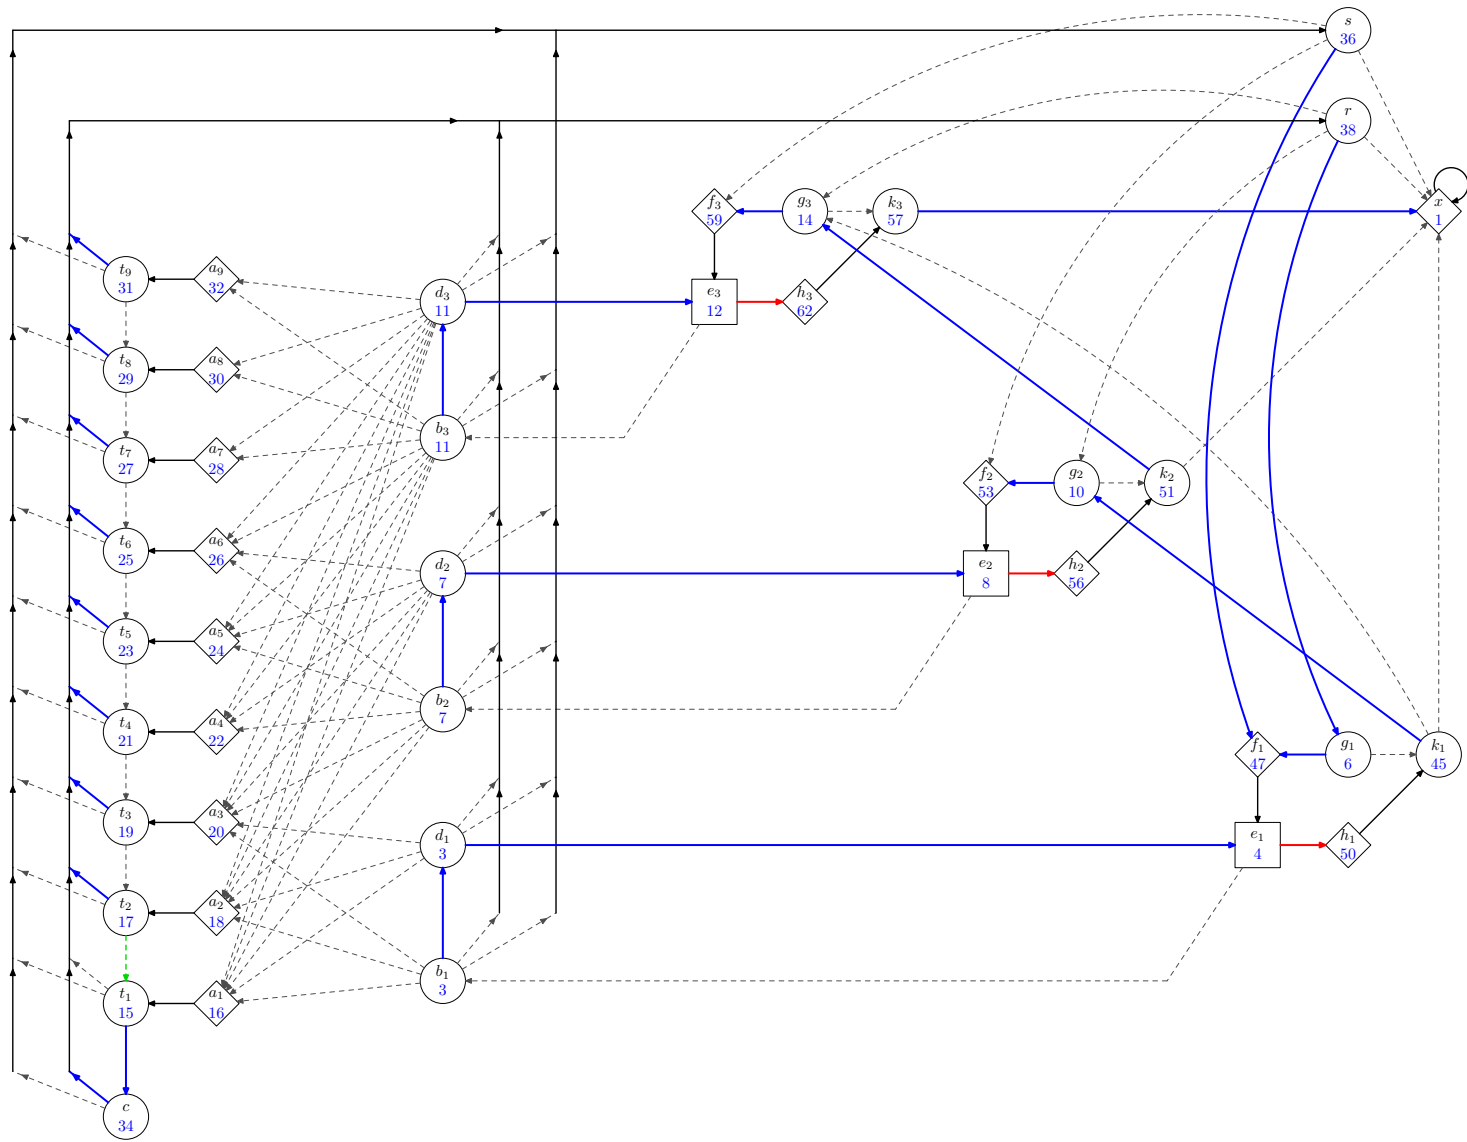 s
36
r
38
x
1
f₃
59
g₃
14
k₃
57
t₉
31
a₉
32
d₃
11
e₃
12
h₃
62
t₈
29
a₈
30
b₃
11
t₇
27
a₇
28
f₂
53
g₂
10
k₂
51
t₆
25
a₆
26
d₂
7
e₂
8
h₂
56
t₅
23
a₅
24
t₄
21
a₄
22
b₂
7
f₁
47
g₁
6
k₁
45
t₃
19
a₃
20
d₁
3
e₁
4
h₁
50
t₂
17
a₂
18
b₁
3
t₁
15
a₁
16
c
34